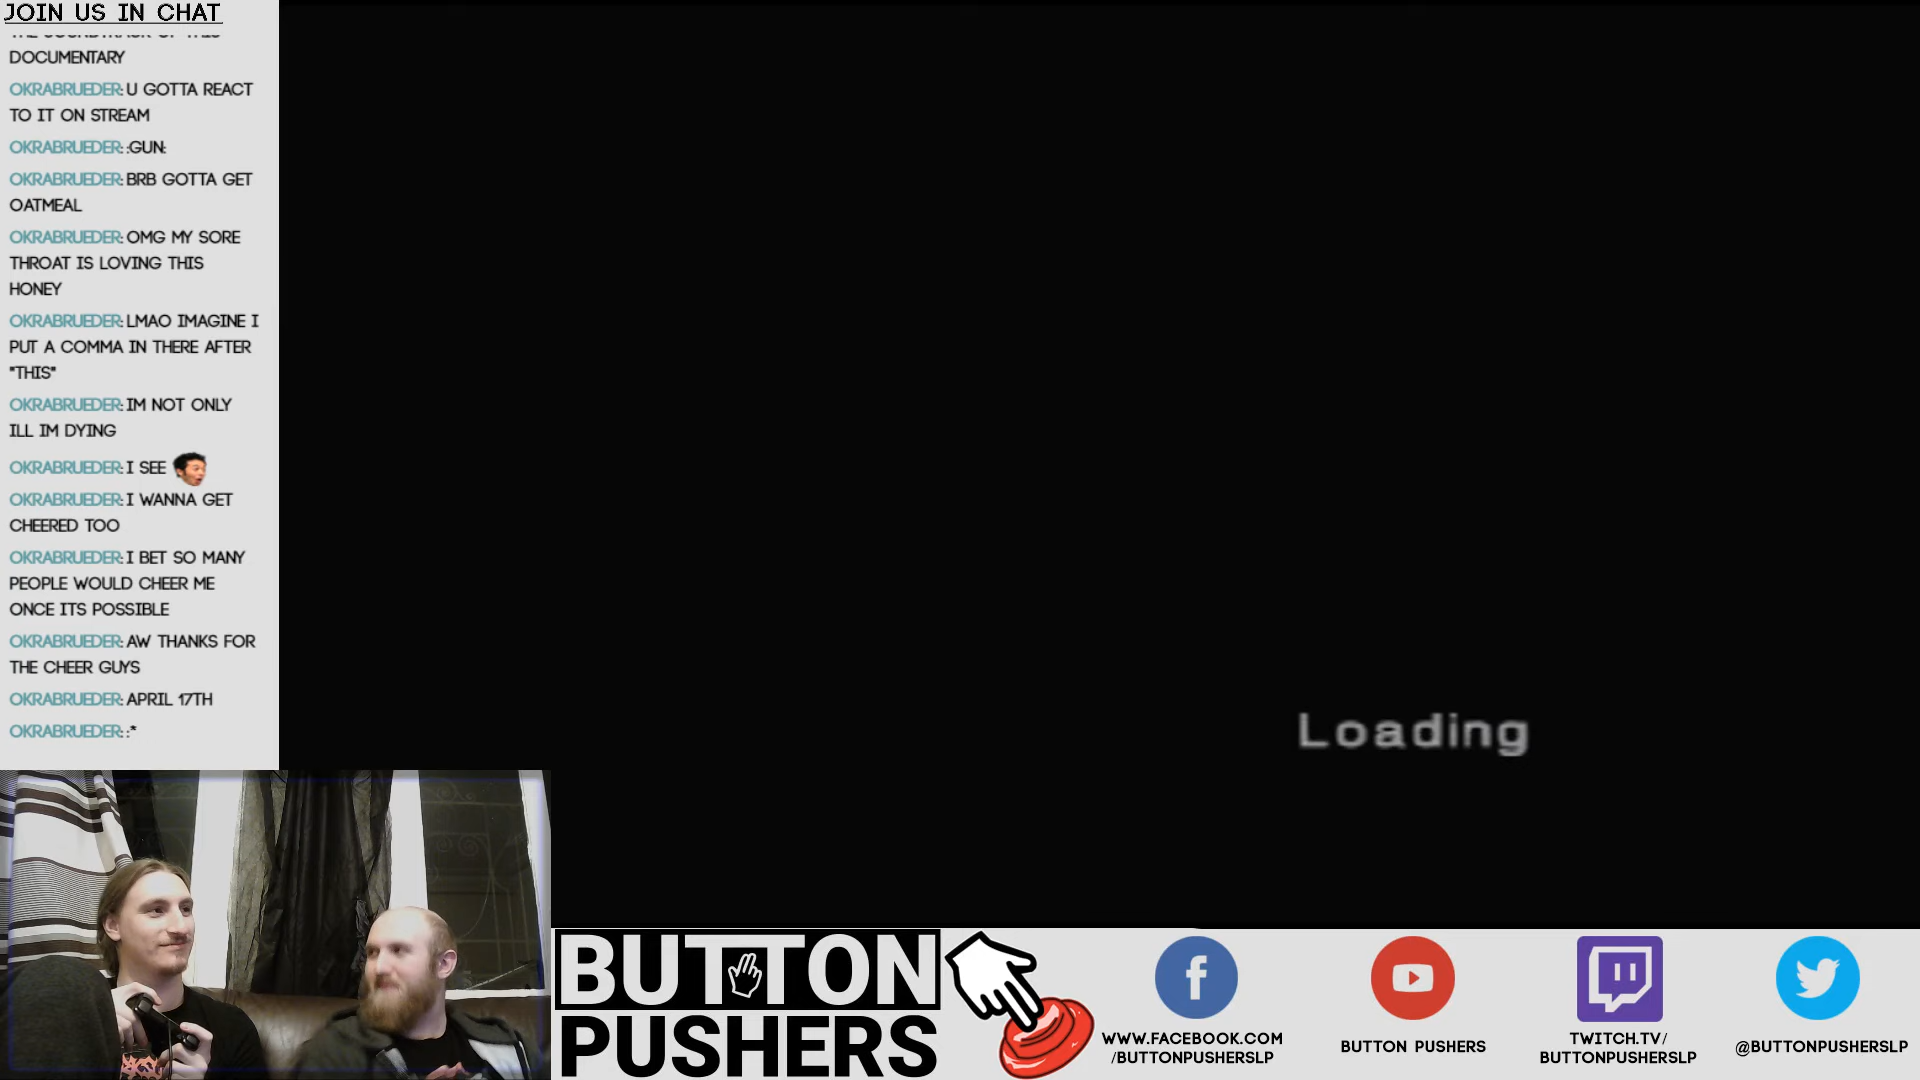 JOIN US IN CHAT
DOCUMENTARY
OKRABRUEDER: U GOTTA REACT
TO IT ON STREAM
OKRABRUEDER: :GUN:
OKRABRUEDER: BRB GOTTA GET
OATMEAL
OKRABRUEDER: OMG MY SORE
THROAT IS LOVING THIS
HONEY
OKRABRUEDER: LMAO IMAGINE I
PUT A COMMA IN THERE AFTER
"THIS"
OKRABRUEDER: IM NOT ONLY
ILL IM DYING
OKRABRUEDER: I SEE
OKRABRUEDER: I WANNA GET
CHEERED TOO
OKRABRUEDER: I BET SO MANY
PEOPLE WOULD CHEER ME
ONCE ITS POSSIBLE
OKRABRUEDER: AW THANKS FOR
THE CHEER GUYS
OKRABRUEDER: APRIL 17TH
OKRABRUEDER: :*
Loading
BUTTON
PUSHERS
WWW.FACEBOOK.COM
/BUTTONPUSHERSLP
BUTTON PUSHERS
TWITCH.TV/
BUTTONPUSHERSLP
@BUTTONPUSHERSLP